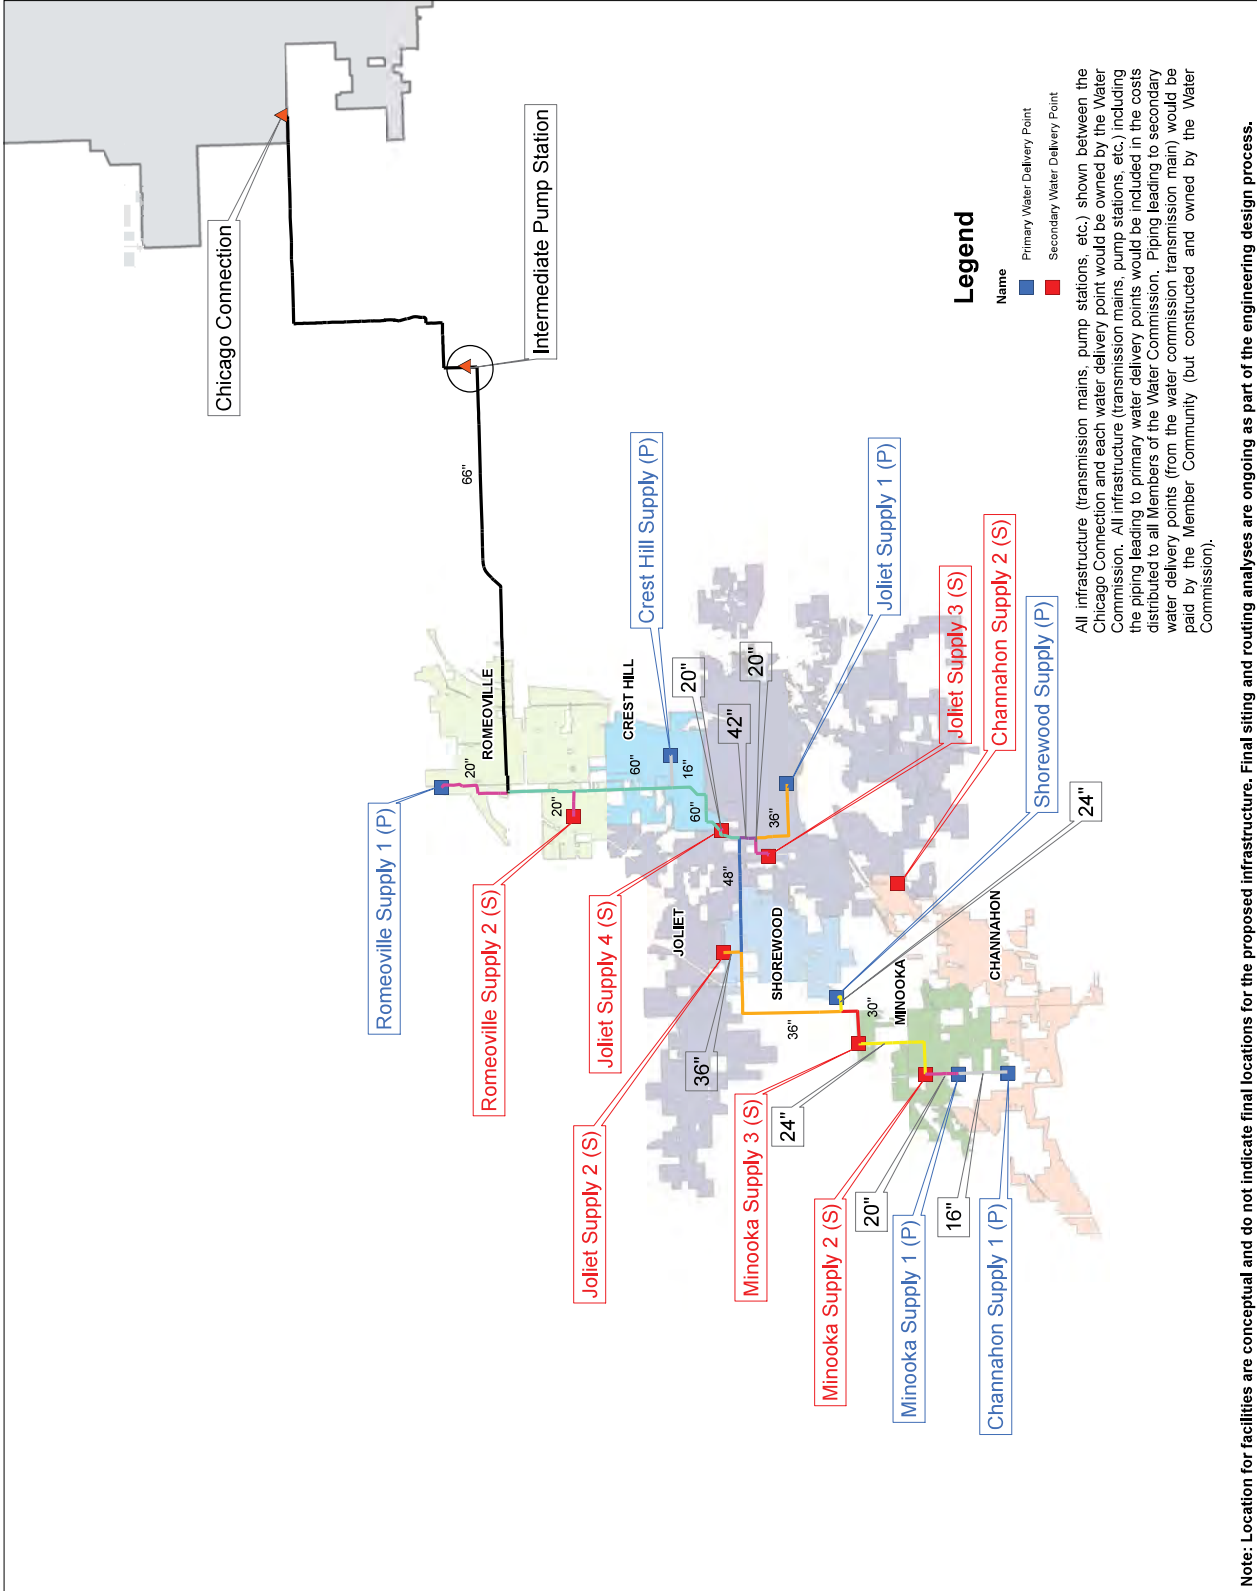 Chicago Connection
Intermediate Pump Station
66"
Romeoville Supply 1 (P)
20"
ROMEOVILLE
Romeoville Supply 2 (S)
20"
Crest Hill Supply (P)
CREST HILL
60"
16"
60"
20"
42"
20"
Joliet Supply 1 (P)
36"
Joliet Supply 3 (S)
Joliet Supply 4 (S)
48"
JOLIET
Joliet Supply 2 (S)
36"
SHOREWOOD
36"
Channahon Supply 2 (S)
Shorewood Supply (P)
24"
30"
MINOOKA
CHANNAHON
Minooka Supply 3 (S)
24"
Minooka Supply 2 (S)
20"
Minooka Supply 1 (P)
16"
Channahon Supply 1 (P)
Legend
Name
Primary Water Delivery Point
Secondary Water Delivery Point
All infrastructure (transmission mains, pump stations, etc.) shown between the
Chicago Connection and each water delivery point would be owned by the Water
Commission. All infrastructure (transmission mains, pump stations, etc.) including
the piping leading to primary water delivery points would be included in the costs
distributed to all Members of the Water Commission. Piping leading to secondary
water delivery points (from the water commission transmission main) would be
paid by the Member Community (but constructed and owned by the Water
Commission).
Note: Location for facilities are conceptual and do not indicate final locations for the proposed infrastructure. Final siting and routing analyses are ongoing as part of the engineering design process.